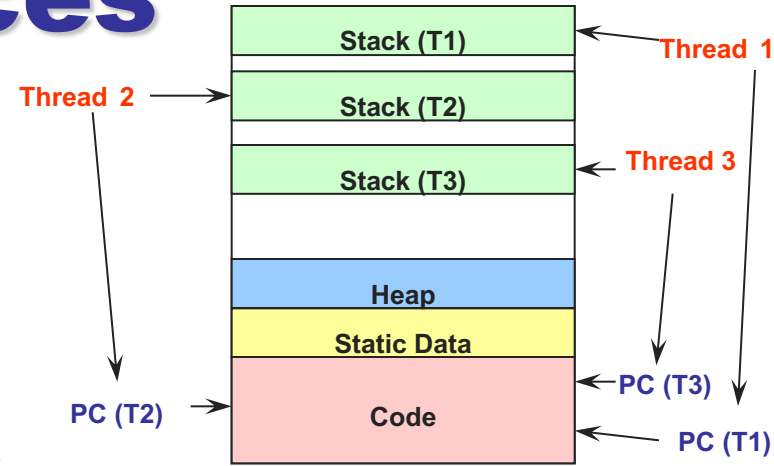 Stack (T1)
Thread 1
Thread 2
Stack (T2)
Thread 3
Stack (T3)
Heap
Static Data
PC (T3)
PC (T2)
Code
PC (T1)